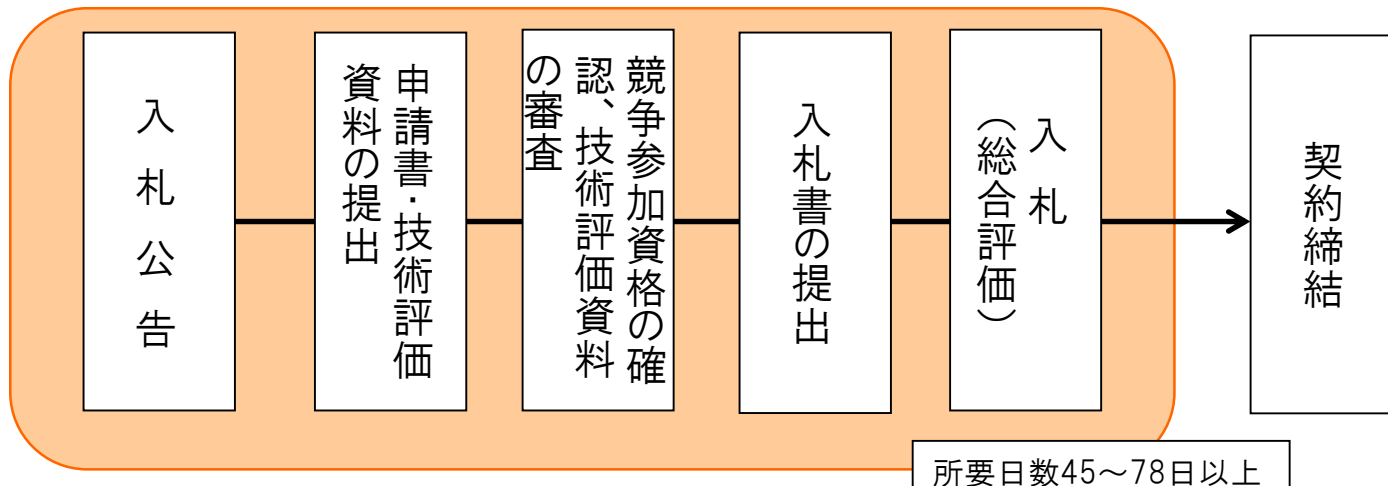 入札公告
申請書・技術評価
資料の提出
競争参加資格の確
認、技術評価資料
の審査
入札書の提出
入札
（総合評価）
契約締結
所要日数45～78日以上